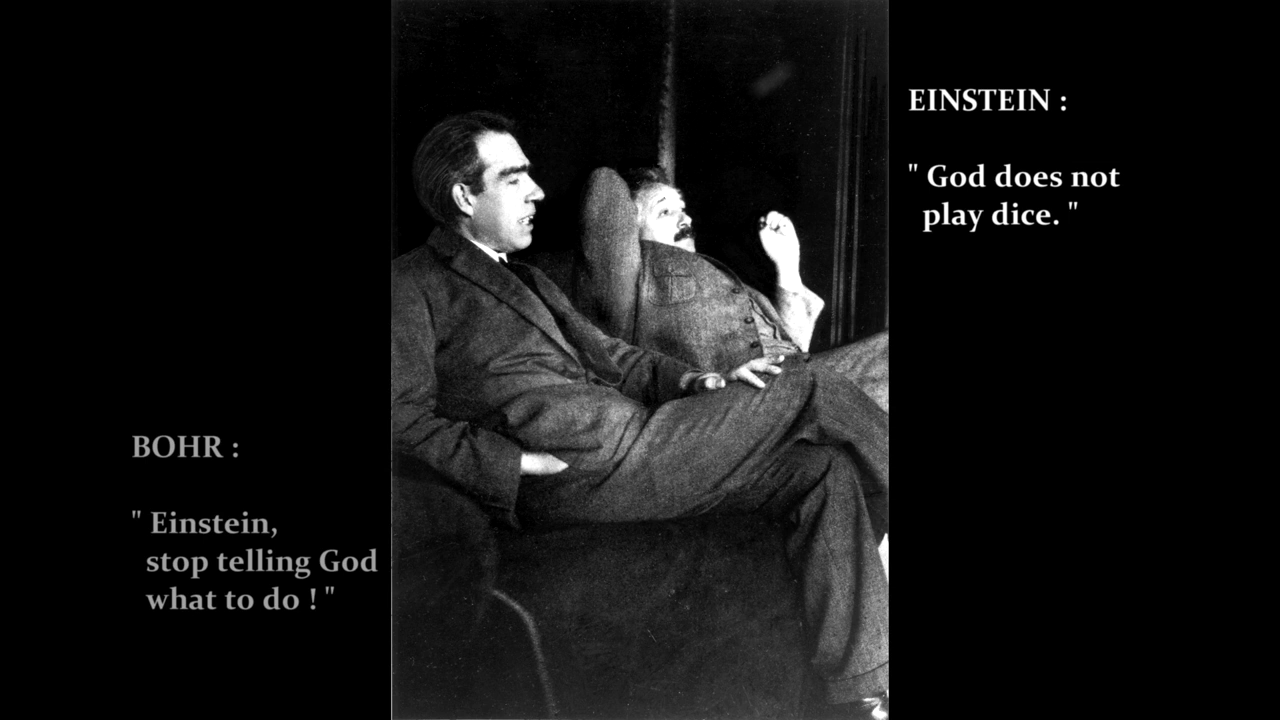 EINSTEIN :
" God does not
play dice. "
BOHR :
" Einstein,
stop telling God
what to do ! "